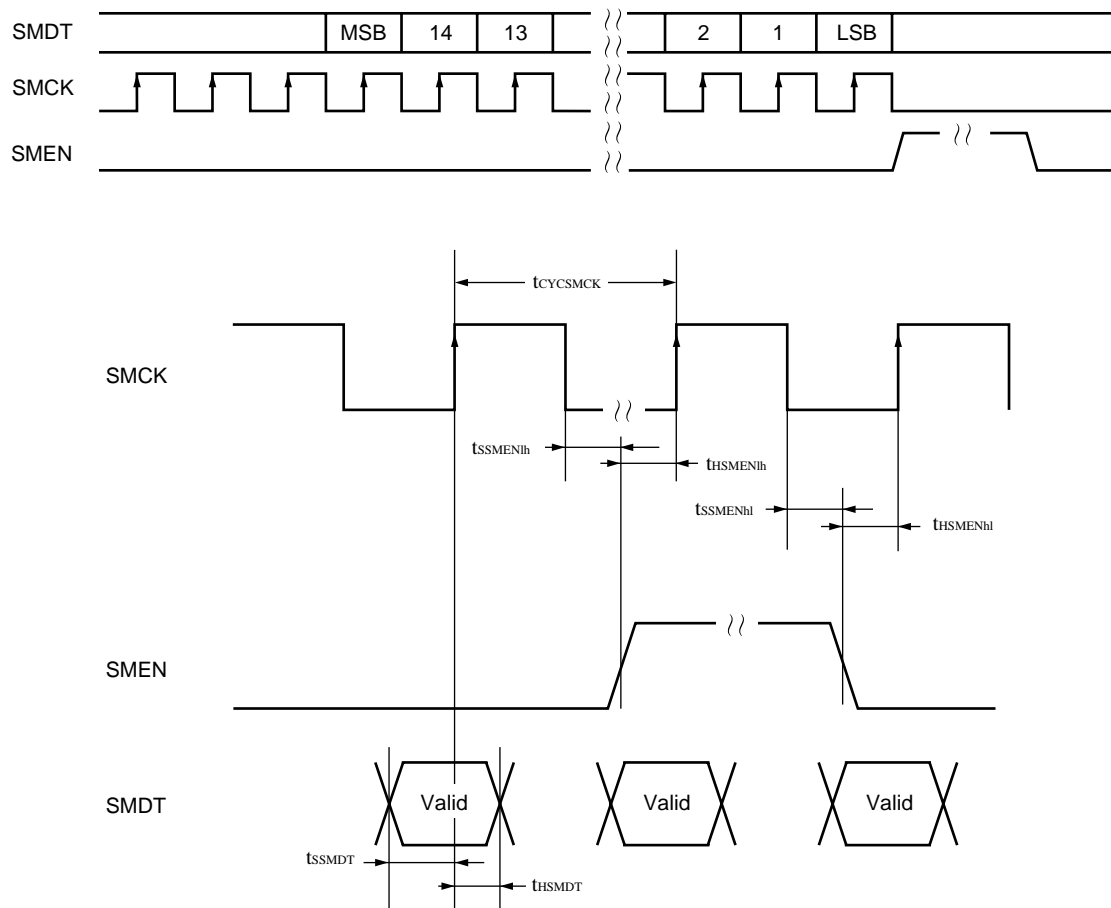 SMDT MSB 14 13 2 1 LSB
SMCK
SMEN
tCYCSMCK
SMCK
tSSMENlh tHSMENlh
tSSMENhl tHSMENhl
SMEN
SMDT Valid Valid Valid
tSSMDT
tHSMDT